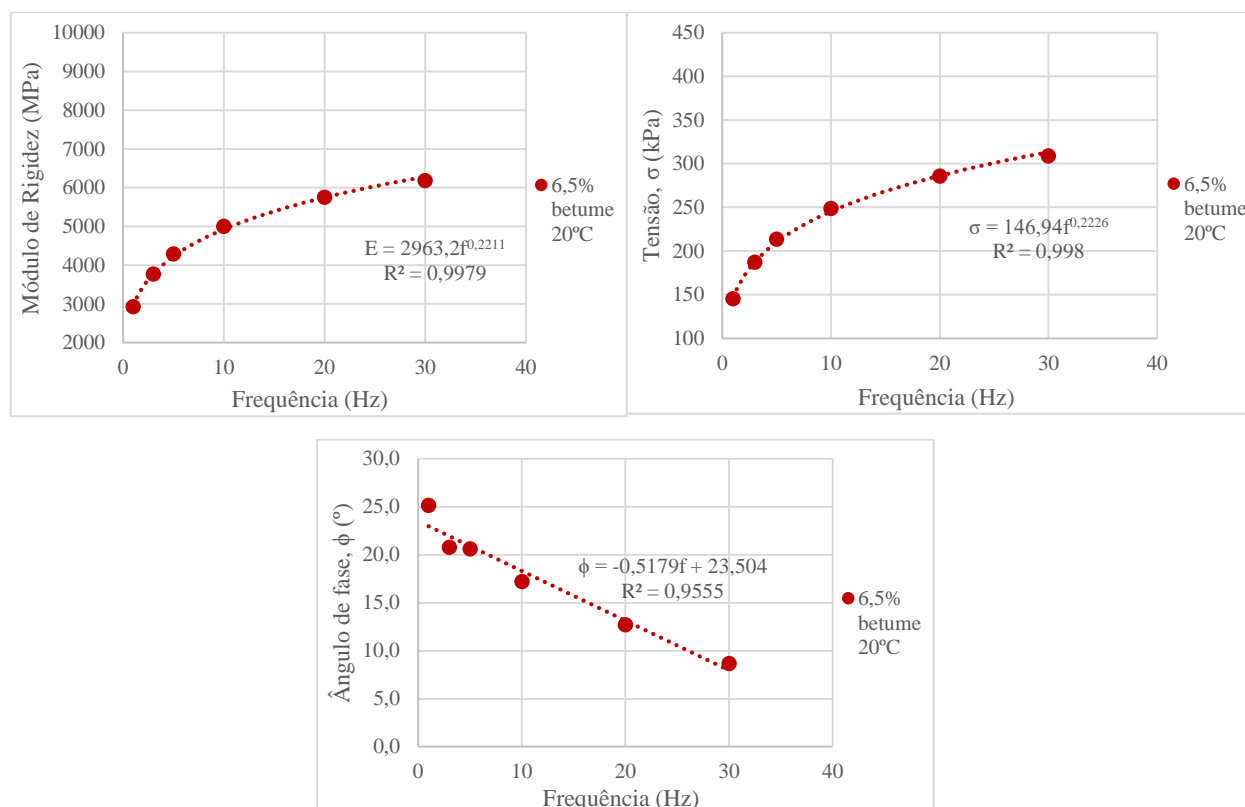 Módulo de Rigidez (MPa)
10000
9000
8000
7000
6000
5000
4000
3000
2000
0 10 20 30 40
Frequência (Hz)
E = 2963,2f^0,2211
R² = 0,9979
6,5%
betume
20ºC
Tensão, σ (kPa)
450
400
350
300
250
200
150
100
0 10 20 30 40
Frequência (Hz)
σ = 146,94f^0,2226
R² = 0,998
6,5%
betume
20ºC
Ângulo de fase, ϕ (º)
30,0
25,0
20,0
15,0
10,0
5,0
0,0
0 10 20 30 40
Frequência (Hz)
ϕ = -0,5179f + 23,504
R² = 0,9555
6,5%
betume
20ºC